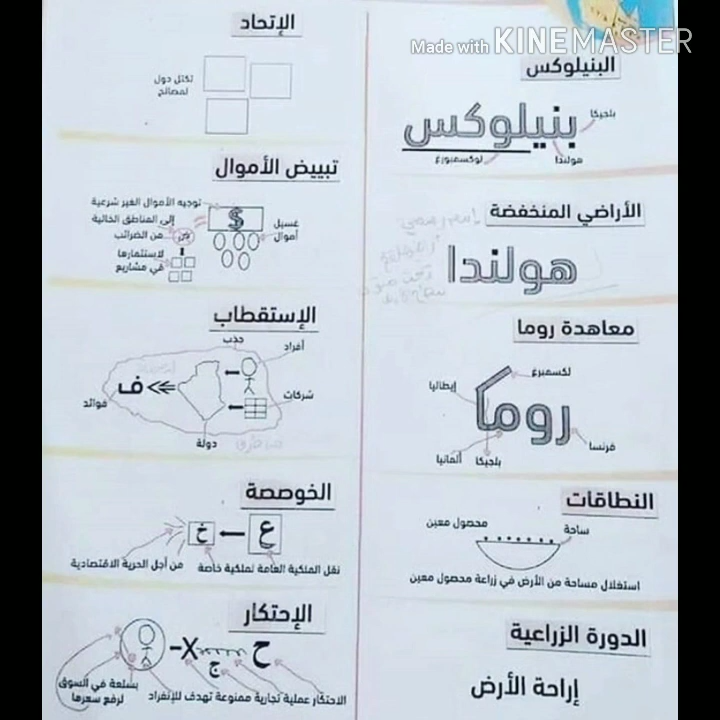 Made with KINEMASTER
البنيلوكس
بلجيكا
بنيلوكس
هولندا
لوكسمبورغ
الأراضي المنخفضة
هولندا
معاهدة روما
لكسمبرغ
إيطاليا
روما
فرنسا
ألمانيا
بلجيكا
النطاقات
ساحة
محصول معين
استغلال مساحة من الأرض في زراعة محصول معين
الدورة الزراعية
إراحة الأرض
الإتحاد
تكتل دول
لمصالح
تبييض الأموال
توجيه الأموال الغير شرعية
إلى المناطق الخالية
من الضرائب
لاستثمارها
في مشاريع
$
غسيل
أموال
الإستقطاب
جذب
أفراد
شركات
ف
فوائد
دولة
الخوصصة
ع
خ
نقل الملكية العامة لملكية خاصة
من أجل الحرية الاقتصادية
الإحتكار
ح
ج
X-
الاحتكار عملية تجارية ممنوعة تهدف للإنفراد
بسلعة في السوق
لرفع سعرها